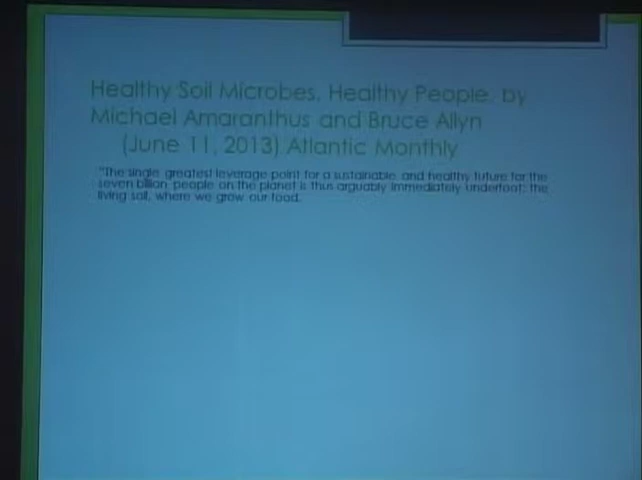 Healthy Soil Microbes, Healthy People, by
Michael Amaranthus and Bruce Allyn
(June 11, 2013) Atlantic Monthly
"The single greatest leverage point for a sustainable and healthy future for the
seven billion people on the planet is thus arguably immediately underfoot: the
living soil, where we grow our food.